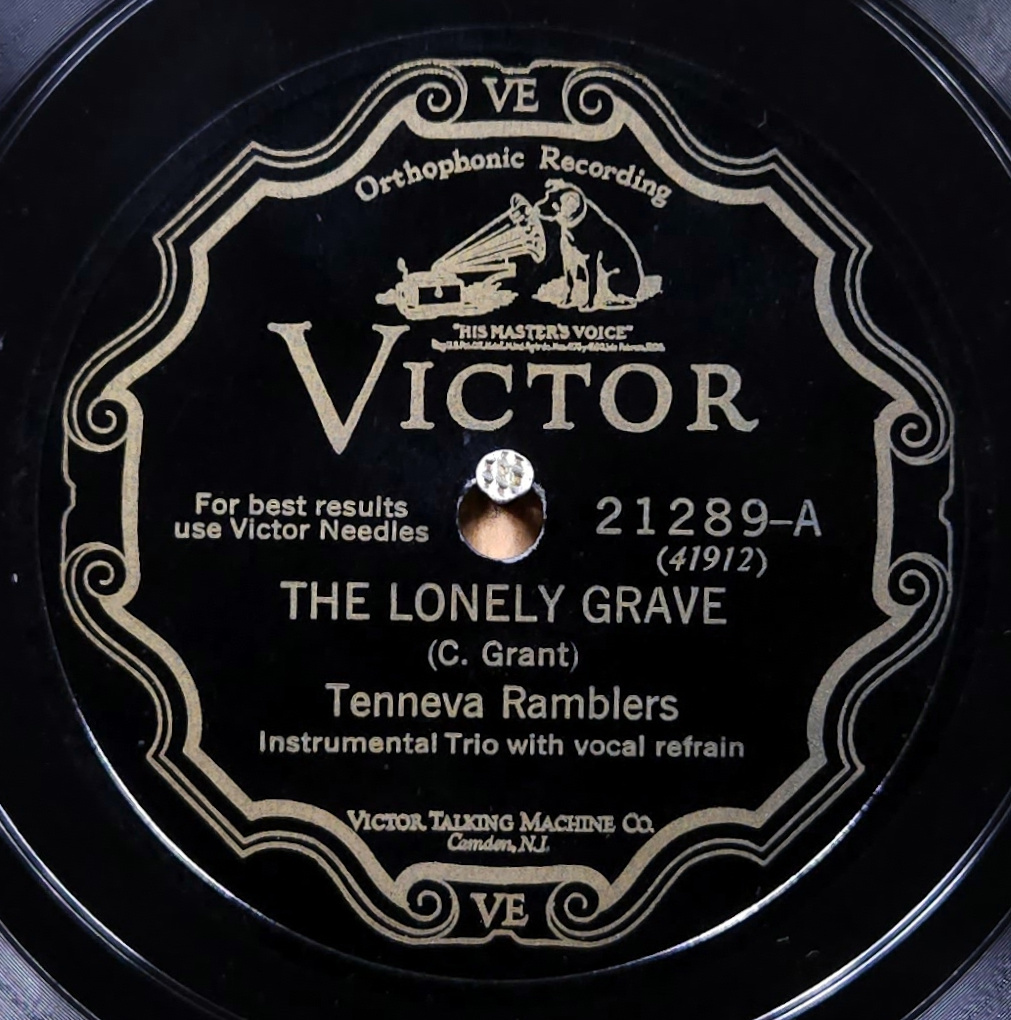 VE
Orthophonic Recording
"HIS MASTER'S VOICE"
VICTOR
For best results
use Victor Needles
21289-A
(41912)
THE LONELY GRAVE
(C. Grant)
Tenneva Ramblers
Instrumental Trio with vocal refrain
VICTOR TALKING MACHINE CO.
Camden, N.J.
VE